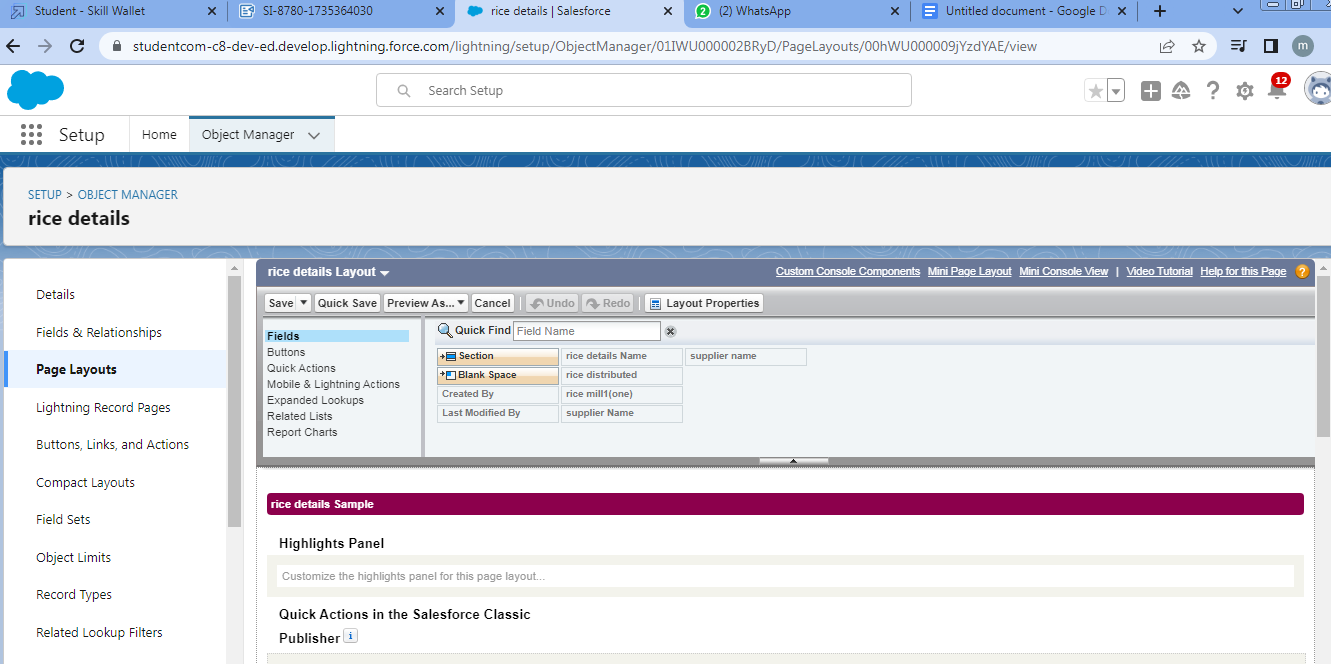 Student - Skill Wallet
SI-8780-1735364030
rice details | Salesforce
(2) WhatsApp
Untitled document - Google D
studentcom-c8-dev-ed.develop.lightning.force.com/lightning/setup/ObjectManager/01IWU000002BRyD/PageLayouts/00hWU000009jYzdYAE/view
m
Search Setup
12
Setup Home Object Manager
SETUP > OBJECT MANAGER
rice details
Details
Fields & Relationships
Page Layouts
Lightning Record Pages
Buttons, Links, and Actions
Compact Layouts
Field Sets
Object Limits
Record Types
Related Lookup Filters
rice details Layout
Custom Console Components Mini Page Layout Mini Console View | Video Tutorial Help for this Page ?
Save Quick Save Preview As... Cancel Undo Redo Layout Properties
Fields
Buttons
Quick Actions
Mobile & Lightning Actions
Expanded Lookups
Related Lists
Report Charts
Quick Find Field Name
Section rice details Name supplier name
Blank Space rice distributed
Created By rice mill1(one)
Last Modified By supplier Name
rice details Sample
Highlights Panel
Customize the highlights panel for this page layout...
Quick Actions in the Salesforce Classic
Publisher i